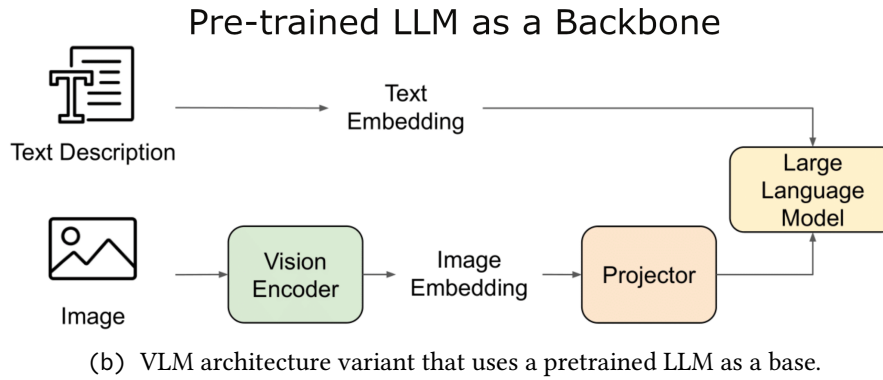 Pre-trained LLM as a Backbone
T
Text Description
Text
Embedding
Large
Language
Model
Image
Vision
Encoder
Image
Embedding
Projector
(b) VLM architecture variant that uses a pretrained LLM as a base.